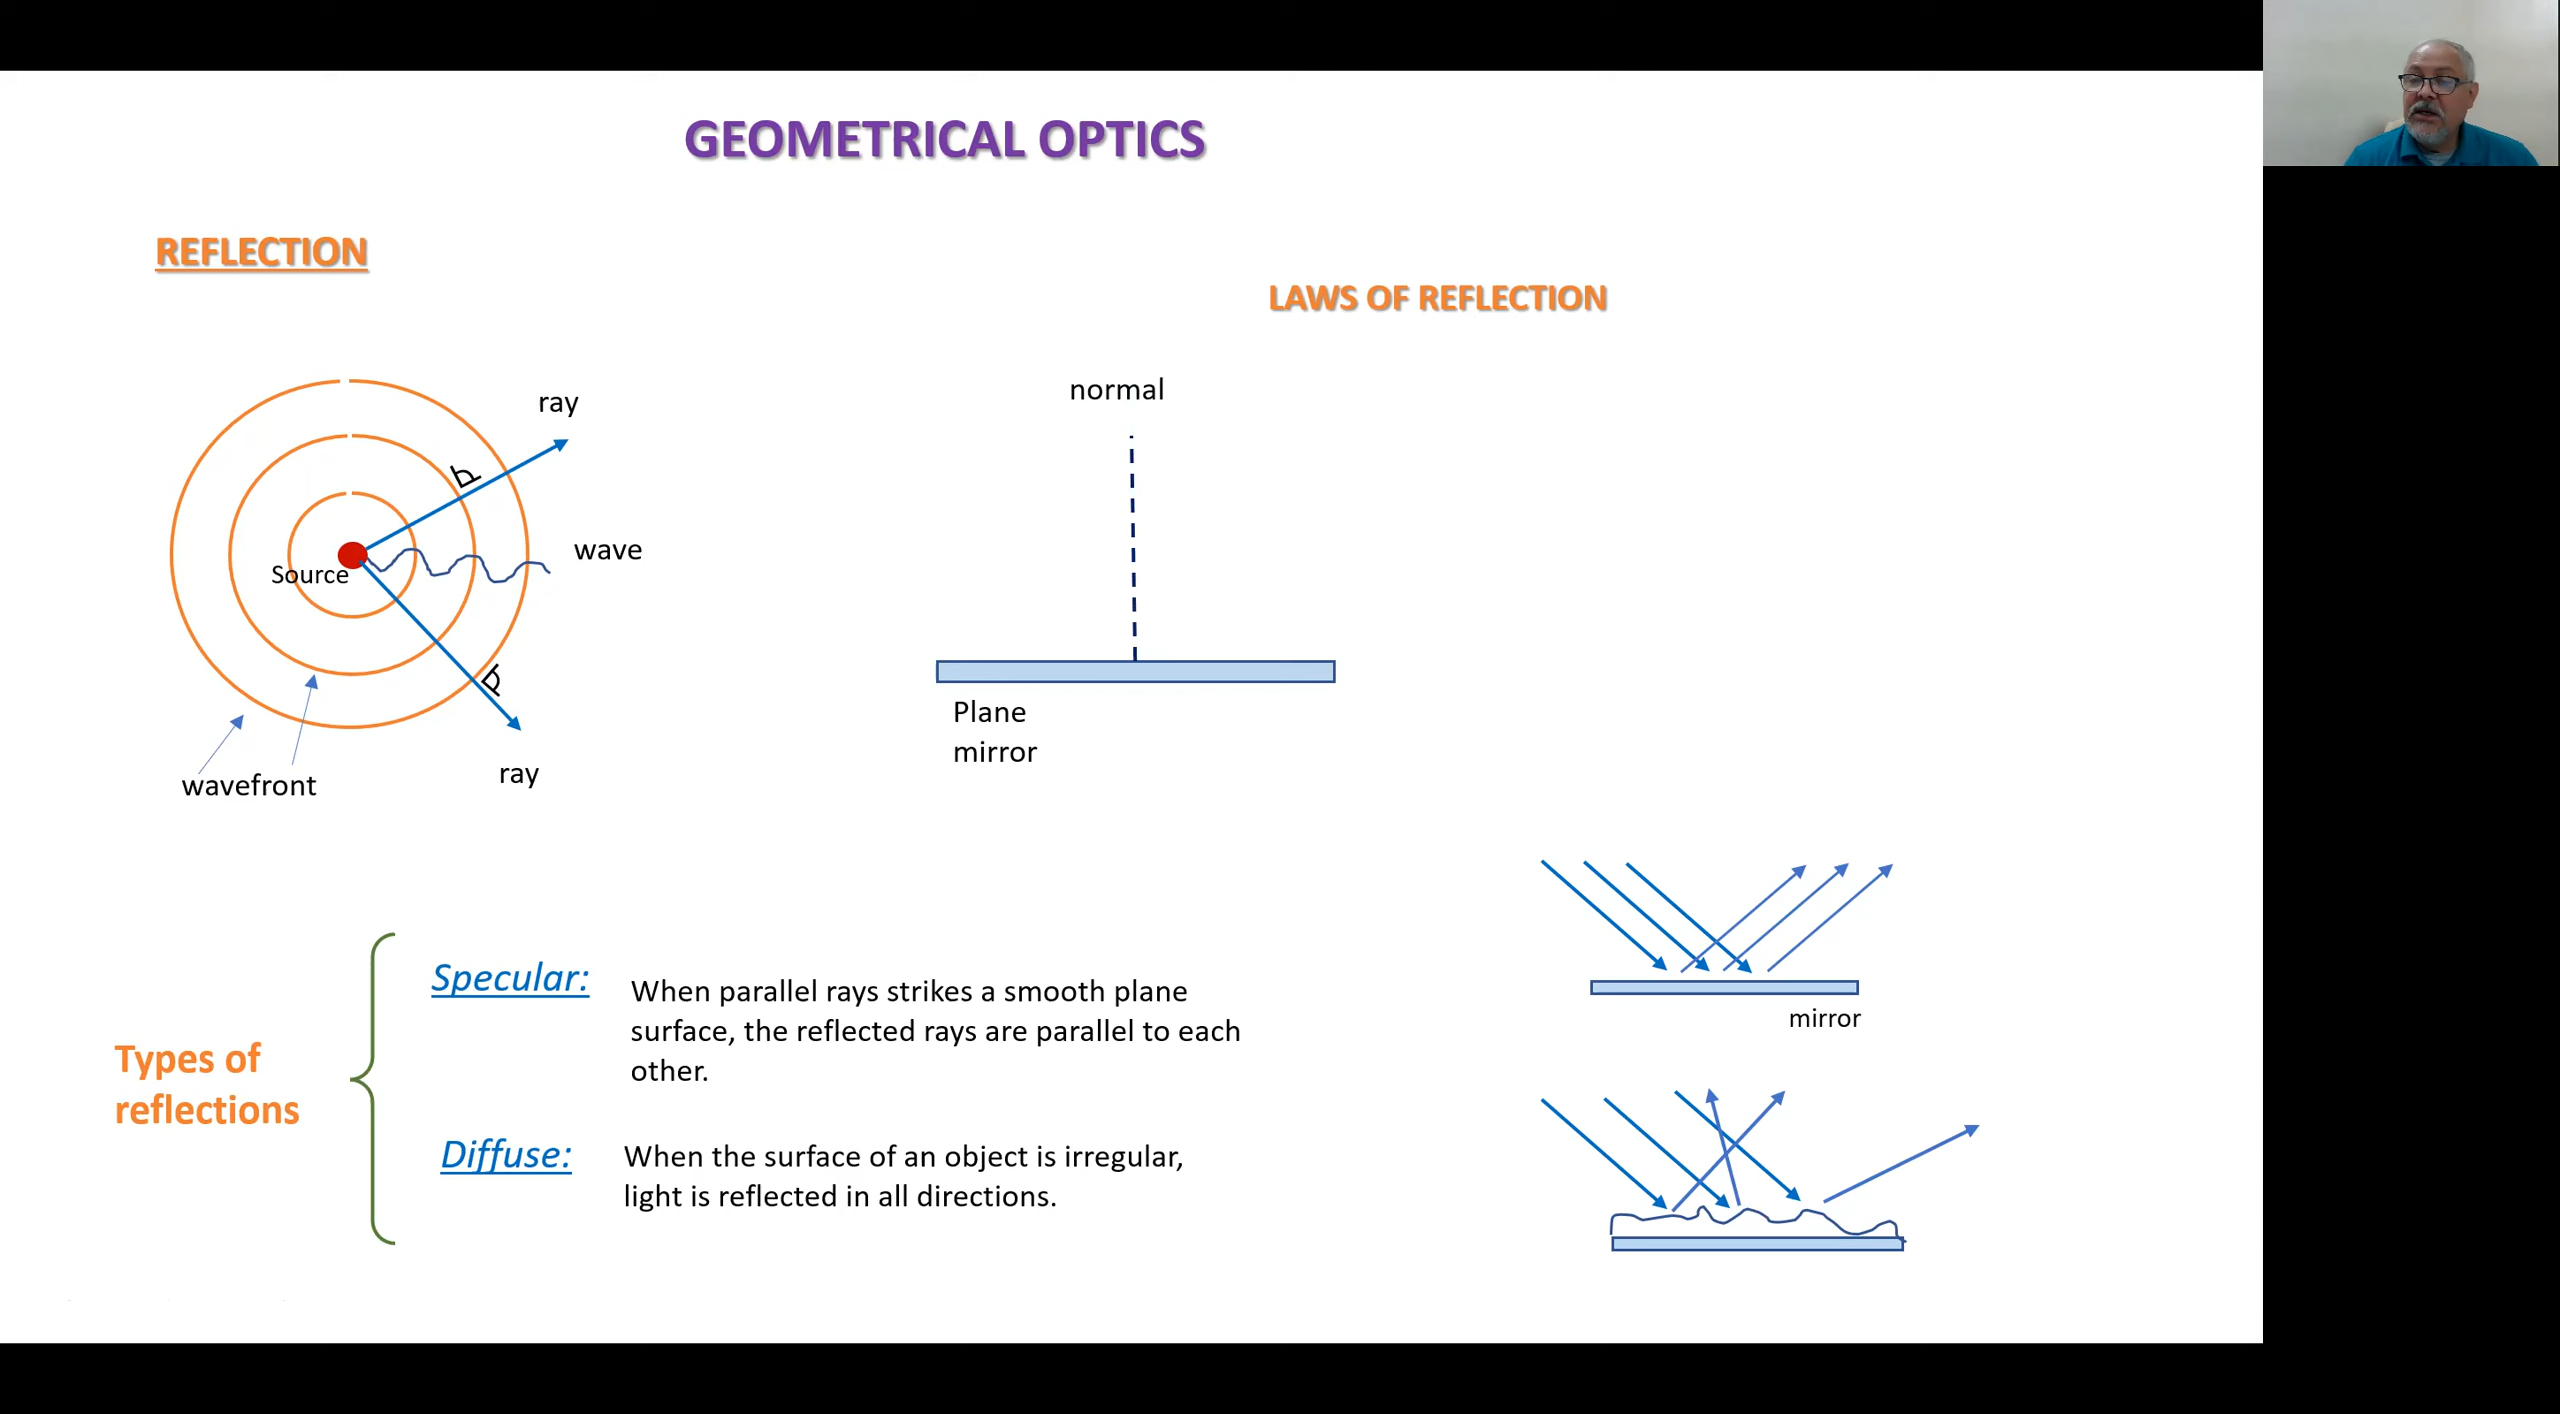 GEOMETRICAL OPTICS
REFLECTION
LAWS OF REFLECTION
ray
wave
Source
wavefront
ray
normal
Plane
mirror
Types of
reflections
Specular:
When parallel rays strikes a smooth plane
surface, the reflected rays are parallel to each
other.
Diffuse:
When the surface of an object is irregular,
light is reflected in all directions.
mirror